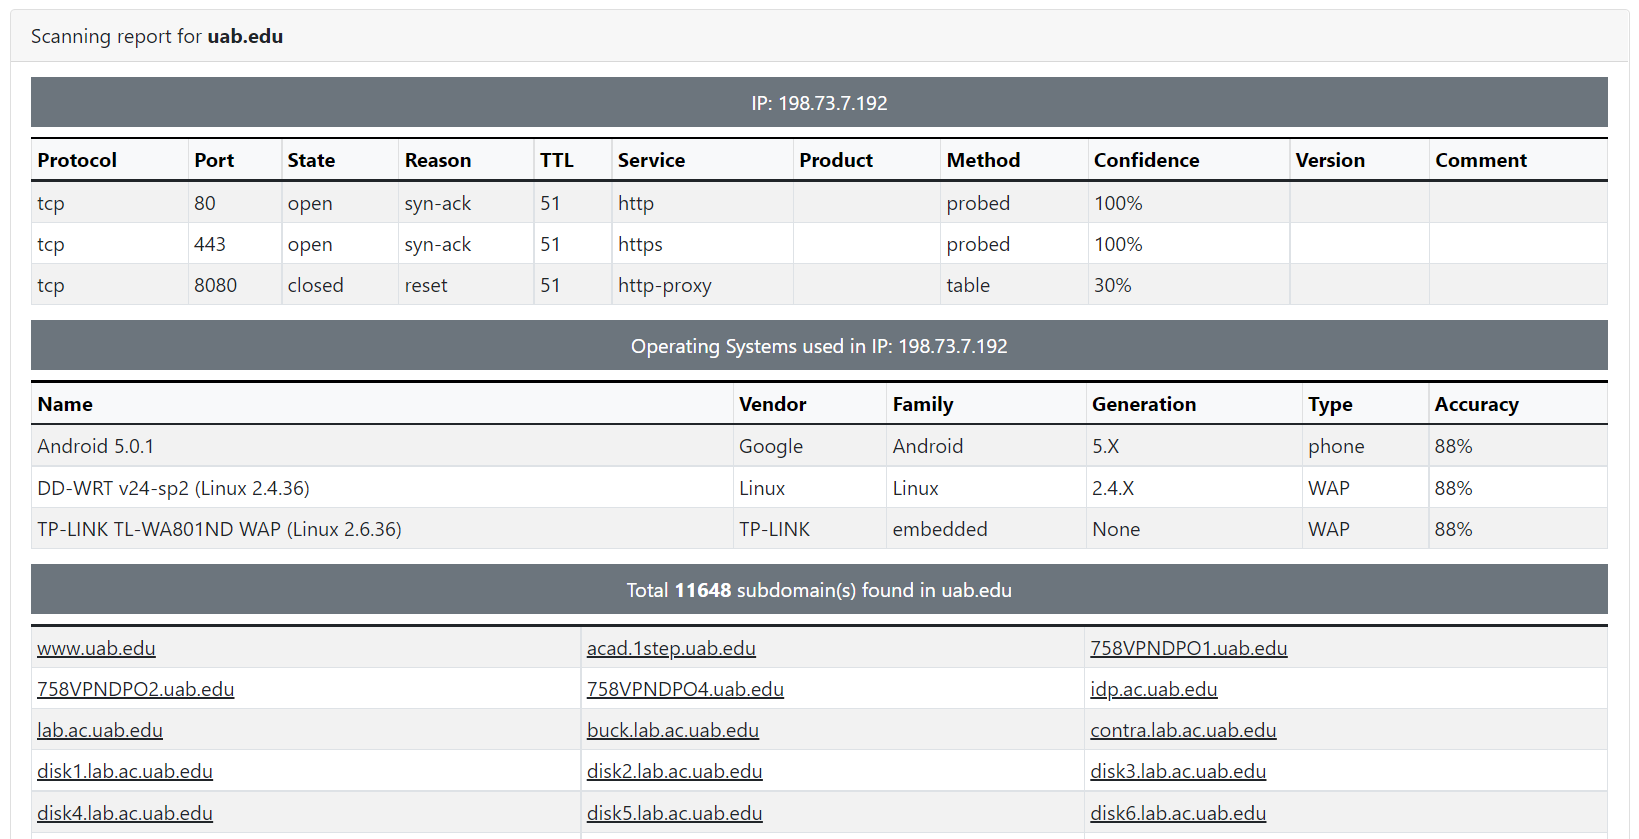 Scanning report for uab.edu
IP: 198.73.7.192
Protocol Port State Reason TTL Service Product Method Confidence Version Comment
tcp 80 open syn-ack 51 http probed 100%
tcp 443 open syn-ack 51 https probed 100%
tcp 8080 closed reset 51 http-proxy table 30%
Operating Systems used in IP: 198.73.7.192
Name Vendor Family Generation Type Accuracy
Android 5.0.1 Google Android 5.X phone 88%
DD-WRT v24-sp2 (Linux 2.4.36) Linux Linux 2.4.X WAP 88%
TP-LINK TL-WA801ND WAP (Linux 2.6.36) TP-LINK embedded None WAP 88%
Total 11648 subdomain(s) found in uab.edu
www.uab.edu acad.1step.uab.edu 758VPNDPO1.uab.edu
758VPNDPO2.uab.edu 758VPNDPO4.uab.edu idp.ac.uab.edu
lab.ac.uab.edu buck.lab.ac.uab.edu contra.lab.ac.uab.edu
disk1.lab.ac.uab.edu disk2.lab.ac.uab.edu disk3.lab.ac.uab.edu
disk4.lab.ac.uab.edu disk5.lab.ac.uab.edu disk6.lab.ac.uab.edu